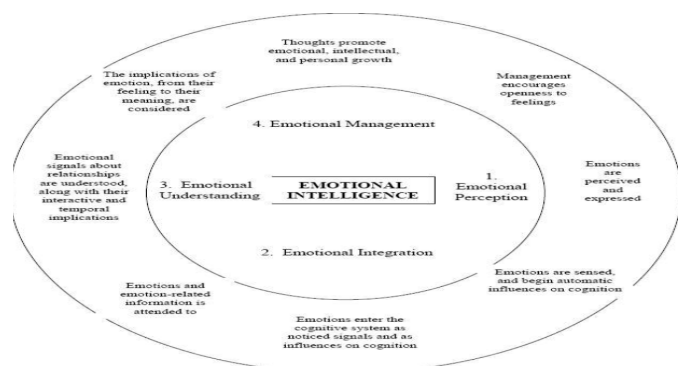 Thoughts promote
emotional, intellectual,
and personal growth
The implications of
emotion, from their
feeling to their
meaning, are
considered
Management
encourages
openness to
feelings
4. Emotional Management
Emotional
signals about
relationships
are understood,
along with their
interactive and
temporal
implications
3. Emotional
Understanding
EMOTIONAL
INTELLIGENCE
1.
Emotional
Perception
Emotions
are
perceived
and
expressed
2. Emotional Integration
Emotions and
emotion-related
information is
attended to
Emotions are sensed,
and begin automatic
influences on cognition
Emotions enter the
cognitive system as
noticed signals and as
influences on cognition